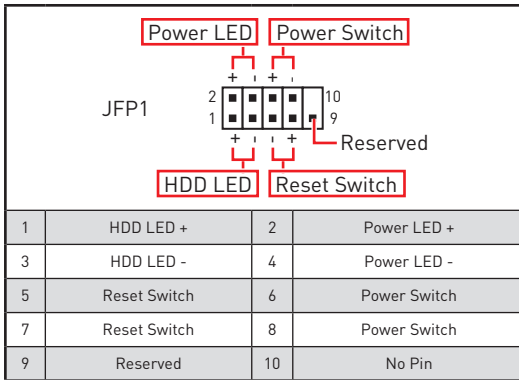 Power LED Power Switch
+ - + -
JFP1
2 10
1 9
+ - - +
Reserved
HDD LED Reset Switch
1 HDD LED + 2 Power LED +
3 HDD LED - 4 Power LED -
5 Reset Switch 6 Power Switch
7 Reset Switch 8 Power Switch
9 Reserved 10 No Pin